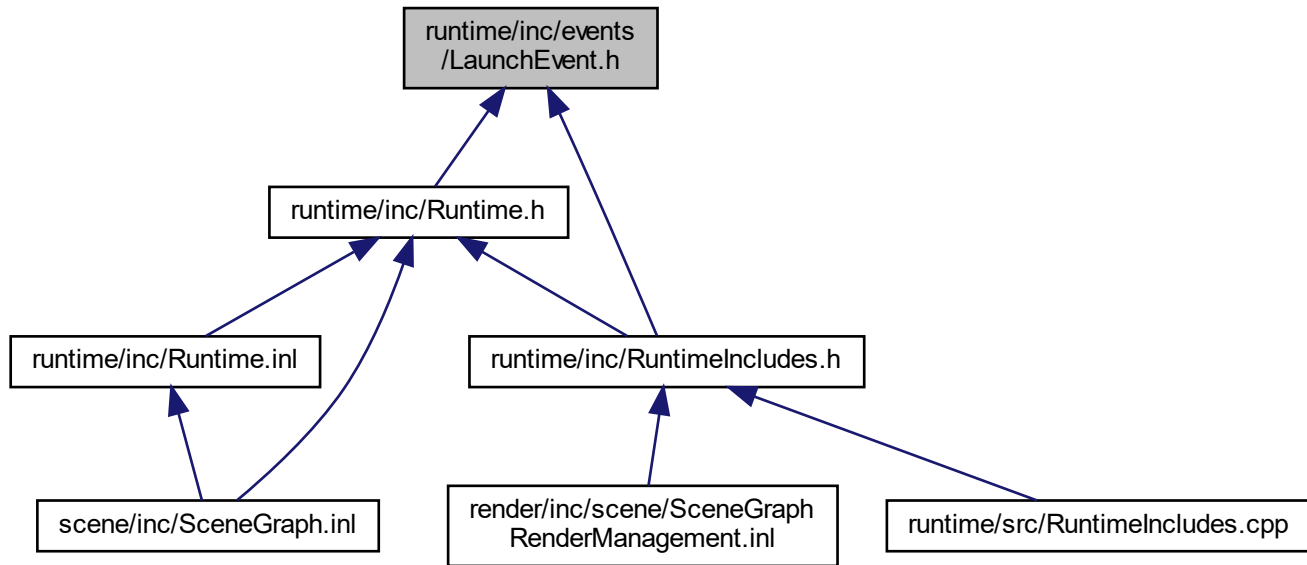 runtime/inc/events
/LaunchEvent.h
runtime/inc/Runtime.h
runtime/inc/Runtime.inl
runtime/inc/RuntimeIncludes.h
scene/inc/SceneGraph.inl
render/inc/scene/SceneGraph
RenderManagement.inl
runtime/src/RuntimeIncludes.cpp